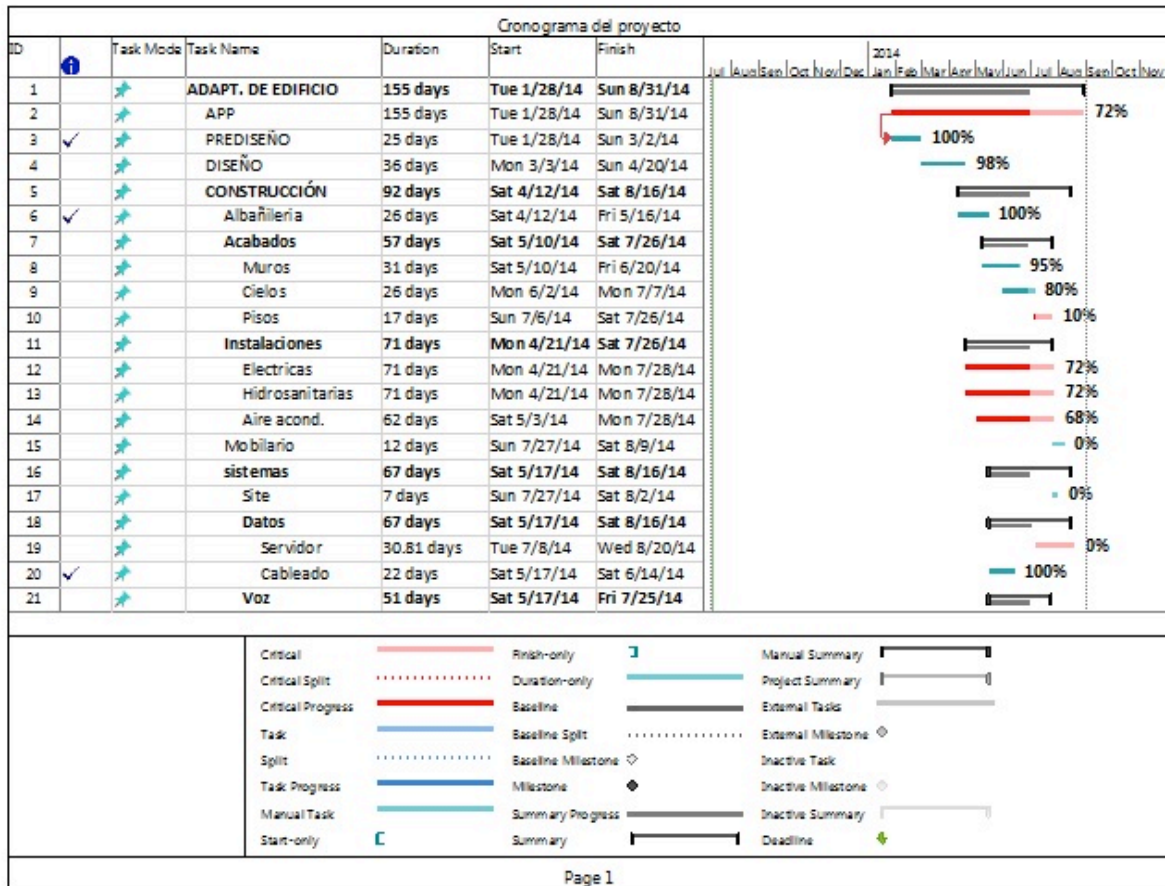 Cronograma del proyecto
ID Task Mode Task Name Duration Start Finish 2014
Jul Aug Sep Oct Nov Dec Jan Feb Mar Apr May Jun Jul Aug Sep Oct Nov
1 ADAPT. DE EDIFICIO 155 days Tue 1/28/14 Sun 8/31/14
2 APP 155 days Tue 1/28/14 Sun 8/31/14 72%
3 PREDISEÑO 25 days Tue 1/28/14 Sun 3/2/14 100%
4 DISEÑO 36 days Mon 3/3/14 Sun 4/20/14 98%
5 CONSTRUCCIÓN 92 days Sat 4/12/14 Sat 8/16/14
6 Albañileria 26 days Sat 4/12/14 Fri 5/16/14 100%
7 Acabados 57 days Sat 5/10/14 Sat 7/26/14
8 Muros 31 days Sat 5/10/14 Fri 6/20/14 95%
9 Cielos 26 days Mon 6/2/14 Mon 7/7/14 80%
10 Pisos 17 days Sun 7/6/14 Sat 7/26/14 10%
11 Instalaciones 71 days Mon 4/21/14 Sat 7/26/14
12 Electricas 71 days Mon 4/21/14 Mon 7/28/14 72%
13 Hidrosanitarias 71 days Mon 4/21/14 Mon 7/28/14 72%
14 Aire acond. 62 days Sat 5/3/14 Mon 7/28/14 68%
15 Mobilario 12 days Sun 7/27/14 Sat 8/9/14 0%
16 sistemas 67 days Sat 5/17/14 Sat 8/16/14
17 Site 7 days Sun 7/27/14 Sat 8/2/14 0%
18 Datos 67 days Sat 5/17/14 Sat 8/16/14
19 Servidor 30.81 days Tue 7/8/14 Wed 8/20/14 0%
20 Cableado 22 days Sat 5/17/14 Sat 6/14/14 100%
21 Voz 51 days Sat 5/17/14 Fri 7/25/14
Critical Finish-only Manual Summary
Critical Split Duration-only Project Summary
Critical Progress Baseline External Tasks
Task Baseline Split External Milestone
Split Baseline Milestone Inactive Task
Task Progress Milestone Inactive Milestone
Manual Task Summary Progress Inactive Summary
Start-only Summary Deadline
Page 1